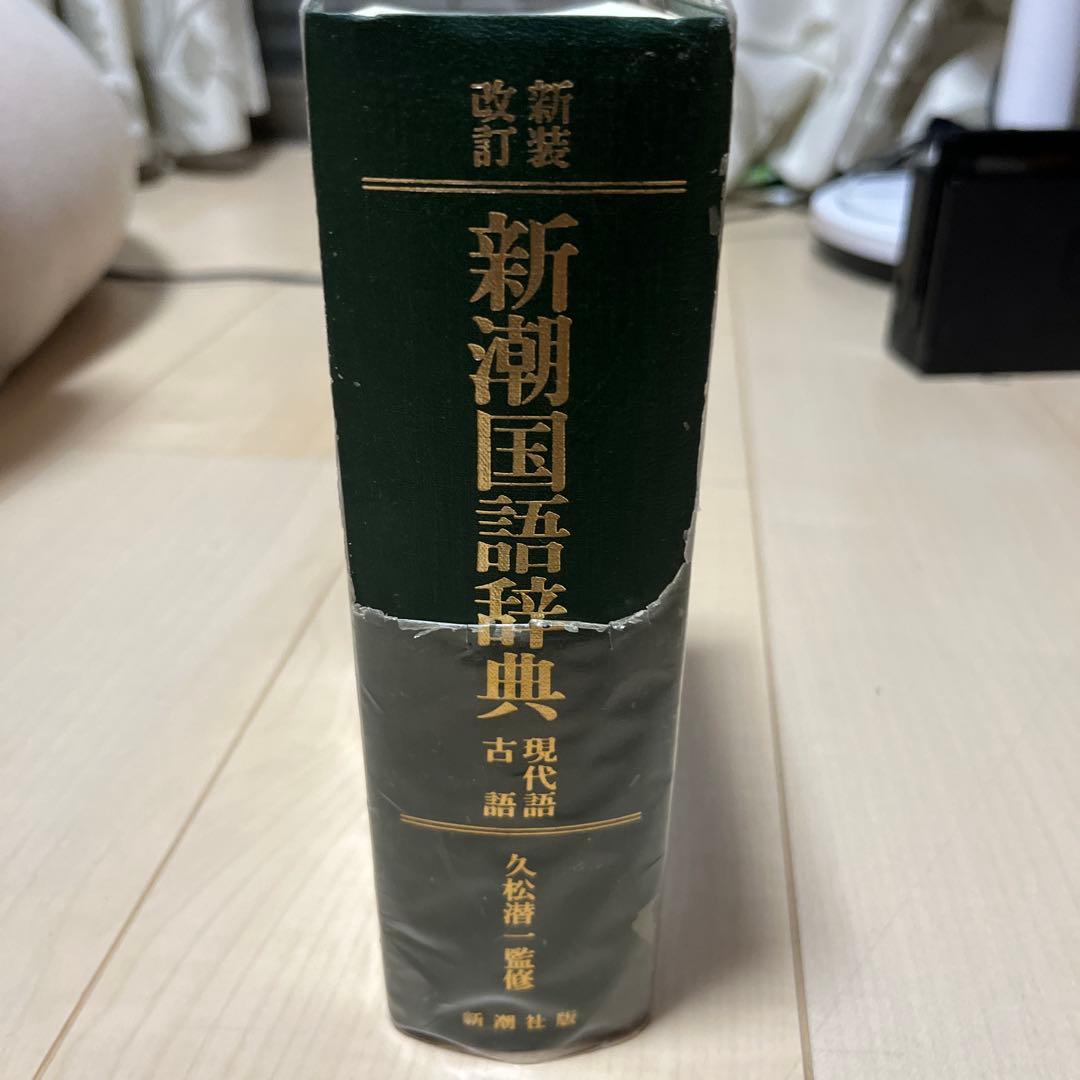 新装
改訂
新潮国語辞典
現代語
古語
久松潜一監修
新潮社版